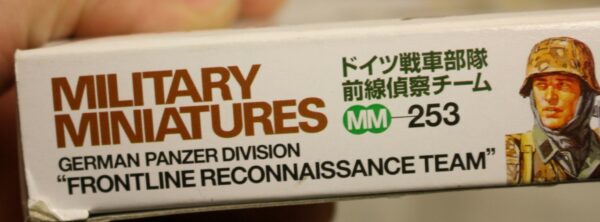 MILITARY
MINIATURES
GERMAN PANZER DIVISION
“FRONTLINE RECONNAISSANCE TEAM”
ドイツ戦車部隊
前線偵察チーム
MM 253